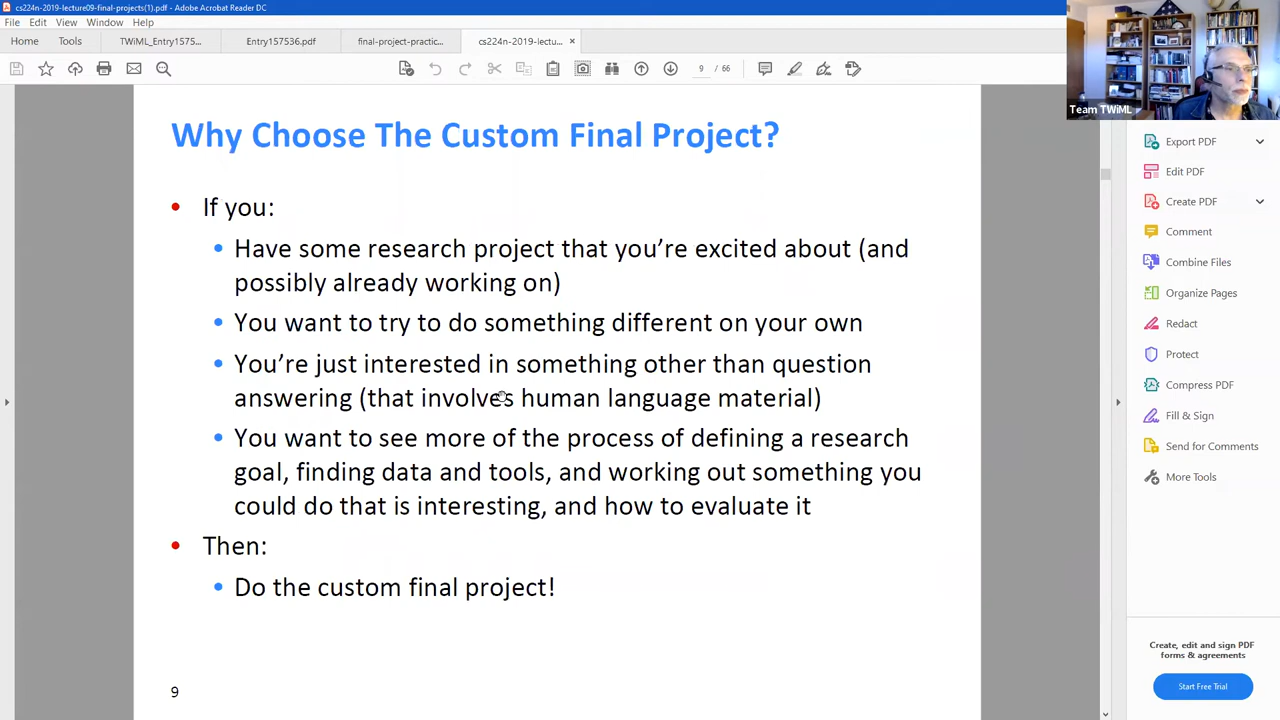 cs224n-2019-lecture09-final-projects(1).pdf - Adobe Acrobat Reader DC
File Edit View Window Help
Home Tools TWiML_Entry1575... Entry157536.pdf final-project-practic... cs224n-2019-lectu... ×
9 / 66
Team TWiML
Why Choose The Custom Final Project?
• If you:
• Have some research project that you’re excited about (and
possibly already working on)
• You want to try to do something different on your own
• You’re just interested in something other than question
answering (that involves human language material)
• You want to see more of the process of defining a research
goal, finding data and tools, and working out something you
could do that is interesting, and how to evaluate it
• Then:
• Do the custom final project!
9
Export PDF
Edit PDF
Create PDF
Comment
Combine Files
Organize Pages
Redact
Protect
Compress PDF
Fill & Sign
Send for Comments
More Tools
Create, edit and sign PDF
forms & agreements
Start Free Trial